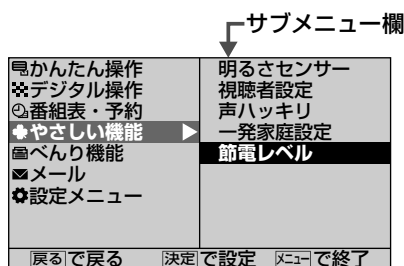 サブメニュー欄
かんたん操作
デジタル操作
番組表・予約
やさしい機能
べんり機能
メール
設定メニュー
明るさセンサー
視聴者設定
声ハッキリ
一発家庭設定
節電レベル
戻るで戻る 決定で設定 メニューで終了